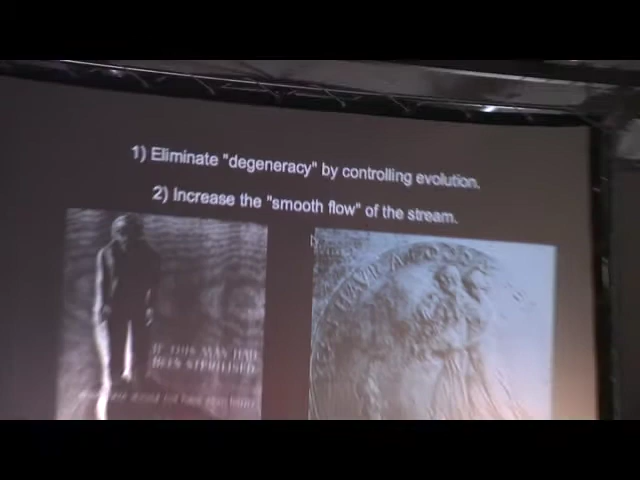 1) Eliminate "degeneracy" by controlling evolution.
2) Increase the "smooth flow" of the stream.
IF THIS MAN HAD
BEEN STERILISED